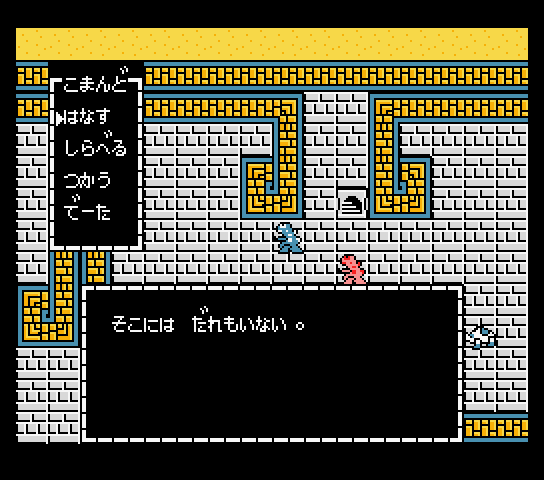 こまんど
はなす
しらべる
つかう
でーた
そこには だれもいない。